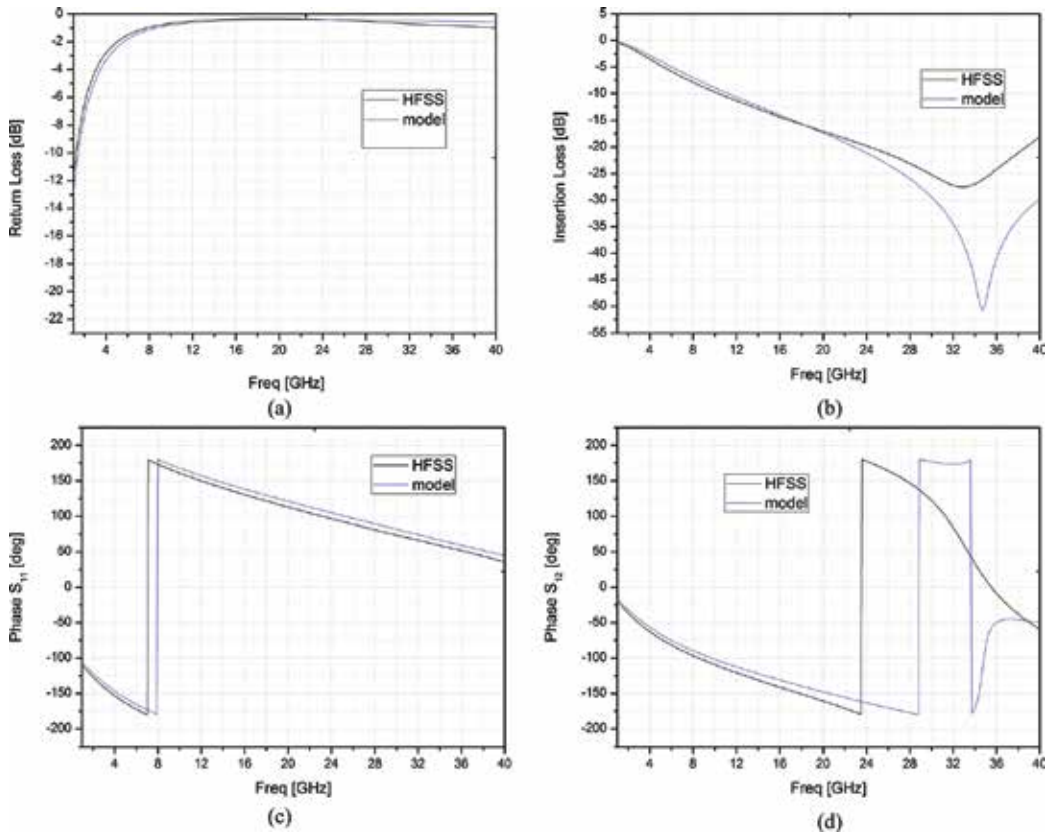 0
-2
-4
-6
-8
-10
-12
-14
-16
-18
-20
-22
Return Loss [dB]
HFSS
model
4 8 12 16 20 24 28 32 36 40
Freq [GHz]
(a)
5
0
-5
-10
-15
-20
-25
-30
-35
-40
-45
-50
-55
Insertion Loss [dB]
HFSS
model
4 8 12 16 20 24 28 32 36 40
Freq [GHz]
(b)
200
150
100
50
0
-50
-100
-150
-200
Phase S11 [deg]
HFSS
model
4 8 12 16 20 24 28 32 36 40
Freq [GHz]
(c)
200
150
100
50
0
-50
-100
-150
-200
Phase S12 [deg]
HFSS
model
4 8 12 16 20 24 28 32 36 40
Freq [GHz]
(d)